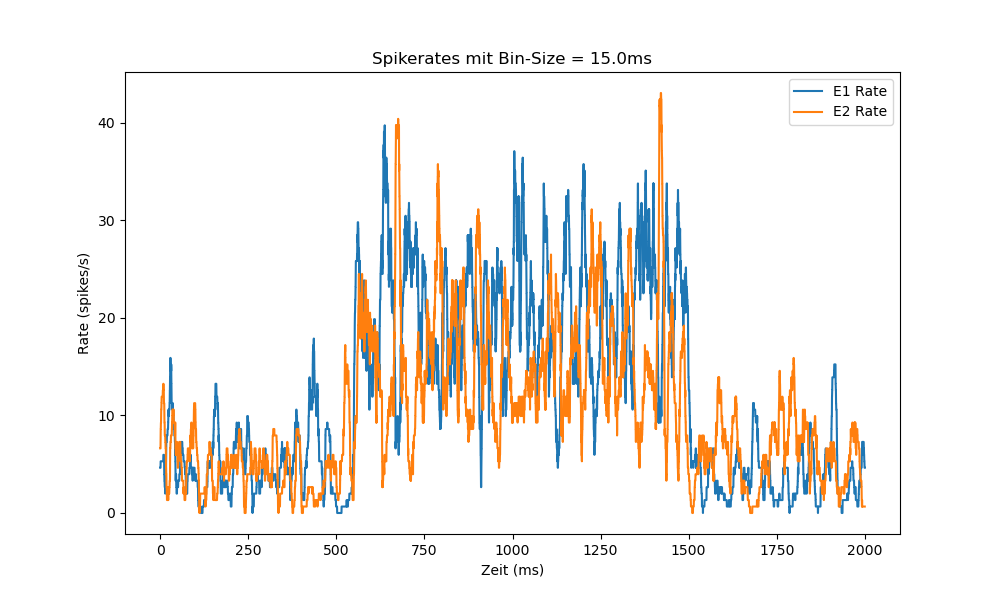 Spikerates mit Bin-Size = 15.0ms
E1 Rate
E2 Rate
Rate (spikes/s)
40
30
20
10
0
0 250 500 750 1000 1250 1500 1750 2000
Zeit (ms)